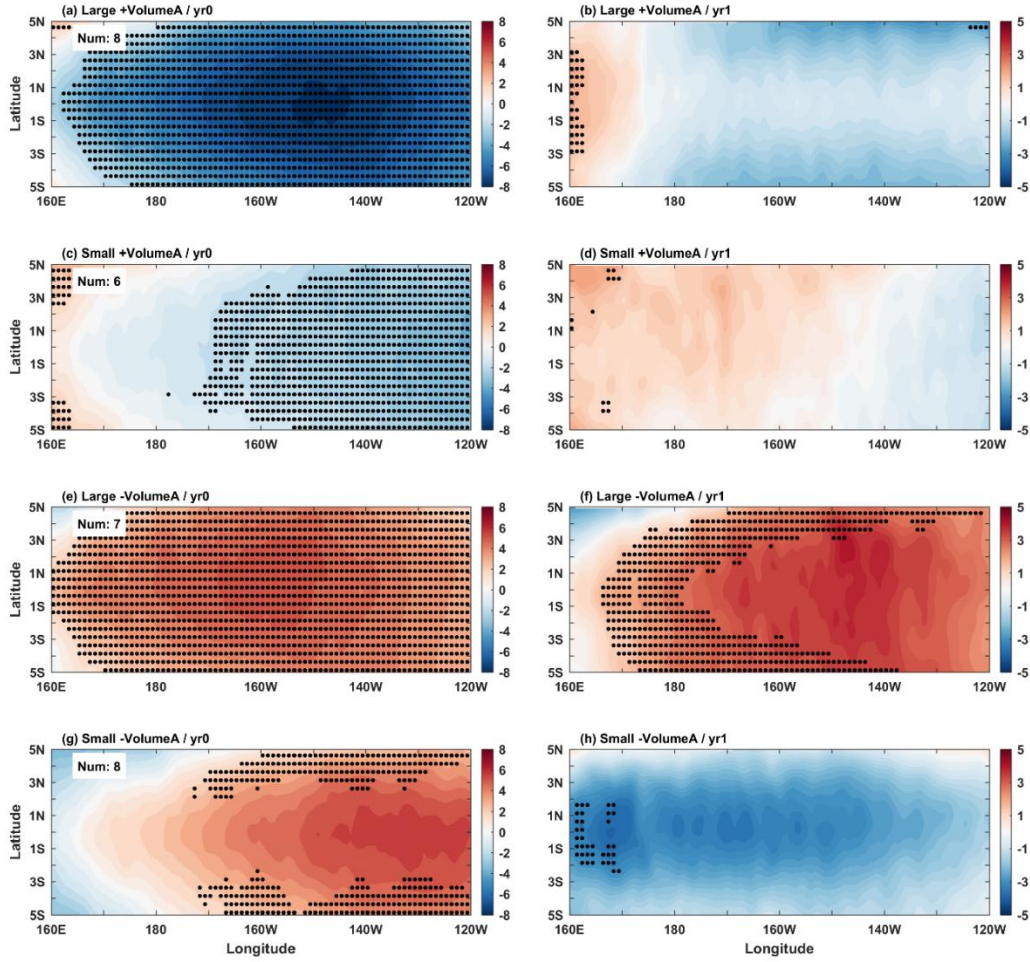 (a) Large +VolumeA / yr0
(b) Large +VolumeA / yr1
Num: 8
5N
3N
1N
1S
3S
5S
Latitude
160E 180 160W 140W 120W
8
6
4
2
0
-2
-4
-6
-8
5N
3N
1N
1S
3S
5S
160E 180 160W 140W 120W
5
3
1
-1
-3
-5
(c) Small +VolumeA / yr0
(d) Small +VolumeA / yr1
Num: 6
5N
3N
1N
1S
3S
5S
Latitude
160E 180 160W 140W 120W
8
6
4
2
0
-2
-4
-6
-8
5N
3N
1N
1S
3S
5S
160E 180 160W 140W 120W
5
3
1
-1
-3
-5
(e) Large -VolumeA / yr0
(f) Large -VolumeA / yr1
Num: 7
5N
3N
1N
1S
3S
5S
Latitude
160E 180 160W 140W 120W
8
6
4
2
0
-2
-4
-6
-8
5N
3N
1N
1S
3S
5S
160E 180 160W 140W 120W
5
3
1
-1
-3
-5
(g) Small -VolumeA / yr0
(h) Small -VolumeA / yr1
Num: 8
5N
3N
1N
1S
3S
5S
Latitude
160E 180 160W 140W 120W
Longitude
8
6
4
2
0
-2
-4
-6
-8
5N
3N
1N
1S
3S
5S
160E 180 160W 140W 120W
Longitude
5
3
1
-1
-3
-5